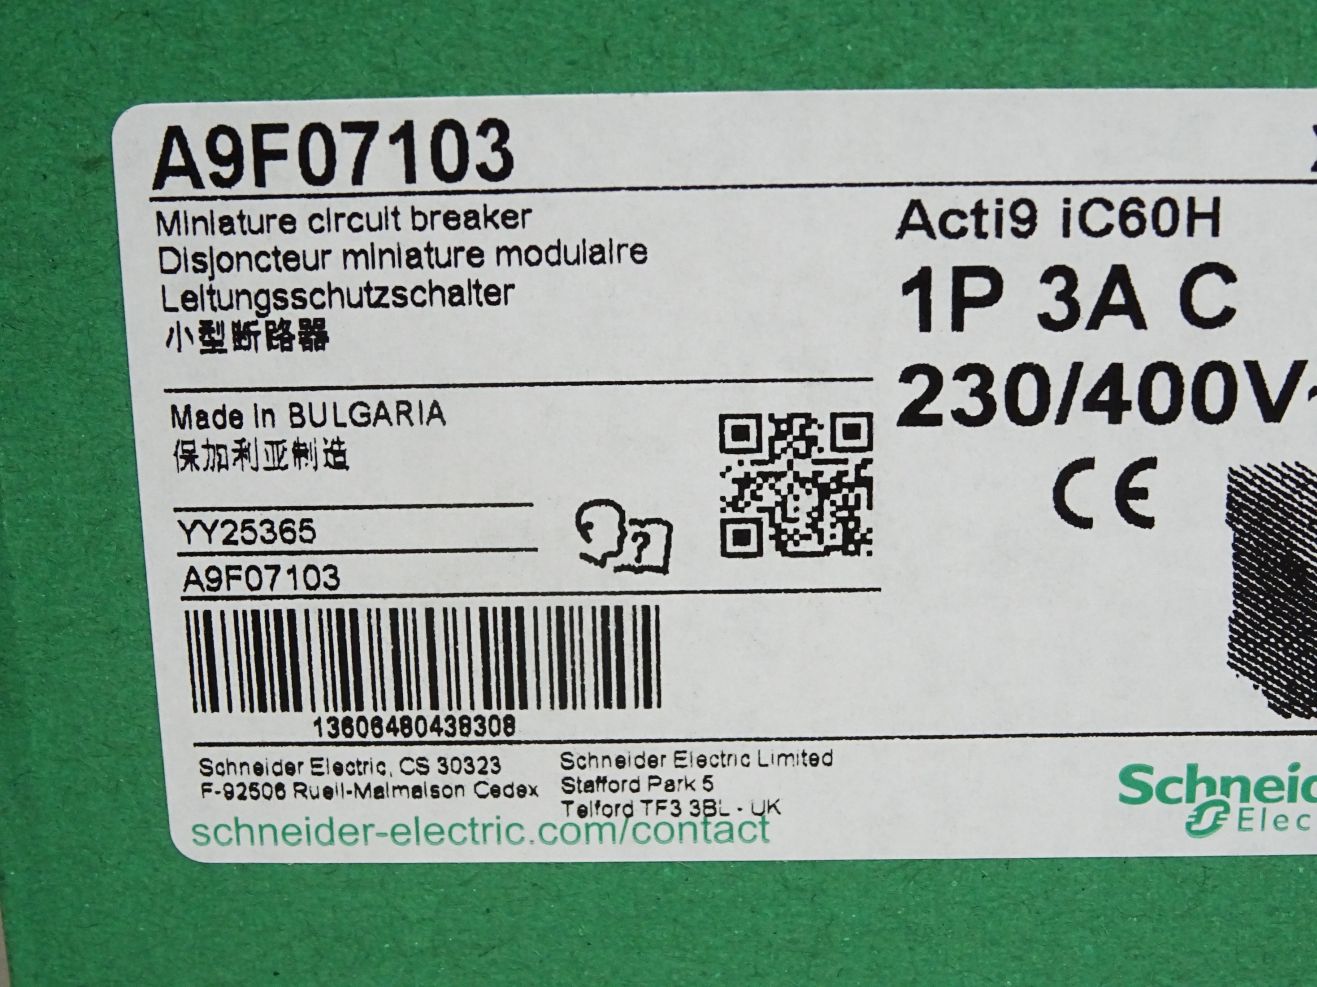 A9F07103
Miniature circuit breaker
Disjoncteur miniature modulaire
Leitungsschutzschalter
小型断路器
Acti9 iC60H
1P 3A C
230/400V~
Made in BULGARIA
保加利亚制造
CE
YY25365
A9F07103
?
13606480438308
Schneider Electric, CS 30323
F-92506 Rueil-Malmaison Cedex
Schneider Electric Limited
Stafford Park 5
Telford TF3 3BL - UK
schneider-electric.com/contact
Schneid
Elec